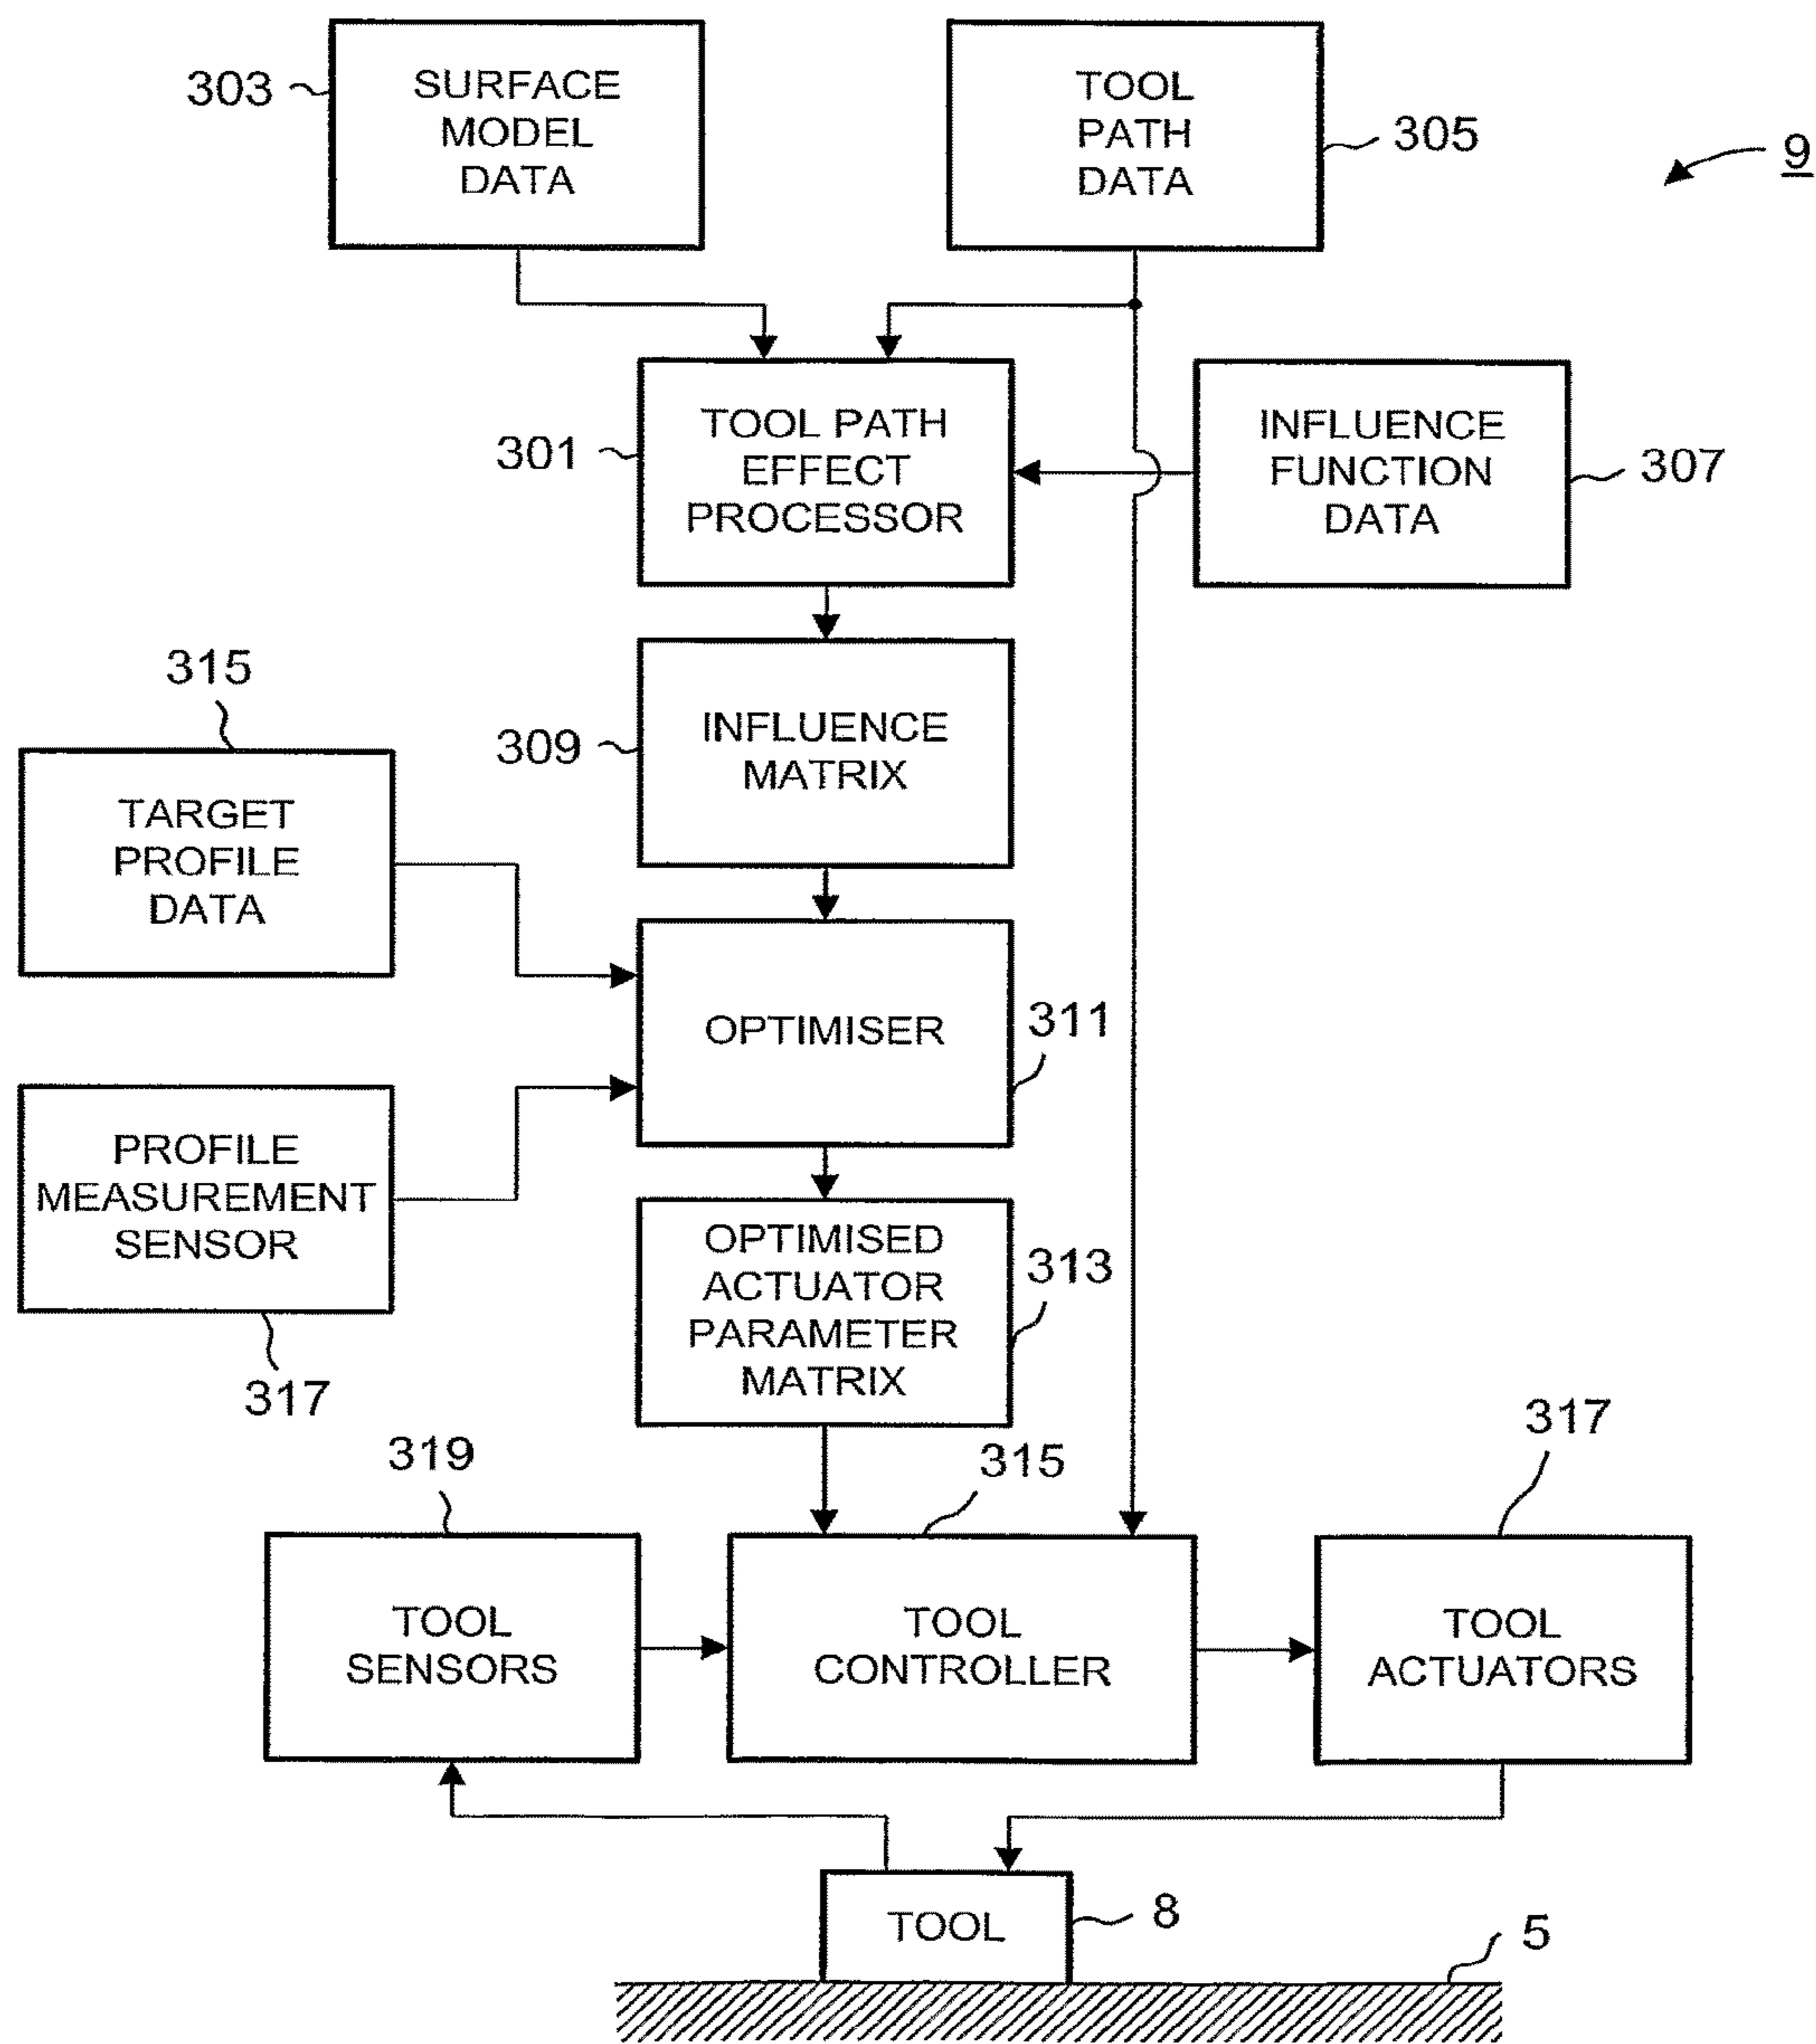 303
SURFACE
MODEL
DATA
TOOL
PATH
DATA
305
9
301
TOOL PATH
EFFECT
PROCESSOR
INFLUENCE
FUNCTION
DATA
307
315
TARGET
PROFILE
DATA
309
INFLUENCE
MATRIX
OPTIMISER
311
PROFILE
MEASUREMENT
SENSOR
317
OPTIMISED
ACTUATOR
PARAMETER
MATRIX
313
319
TOOL
SENSORS
315
TOOL
CONTROLLER
317
TOOL
ACTUATORS
TOOL
8
5